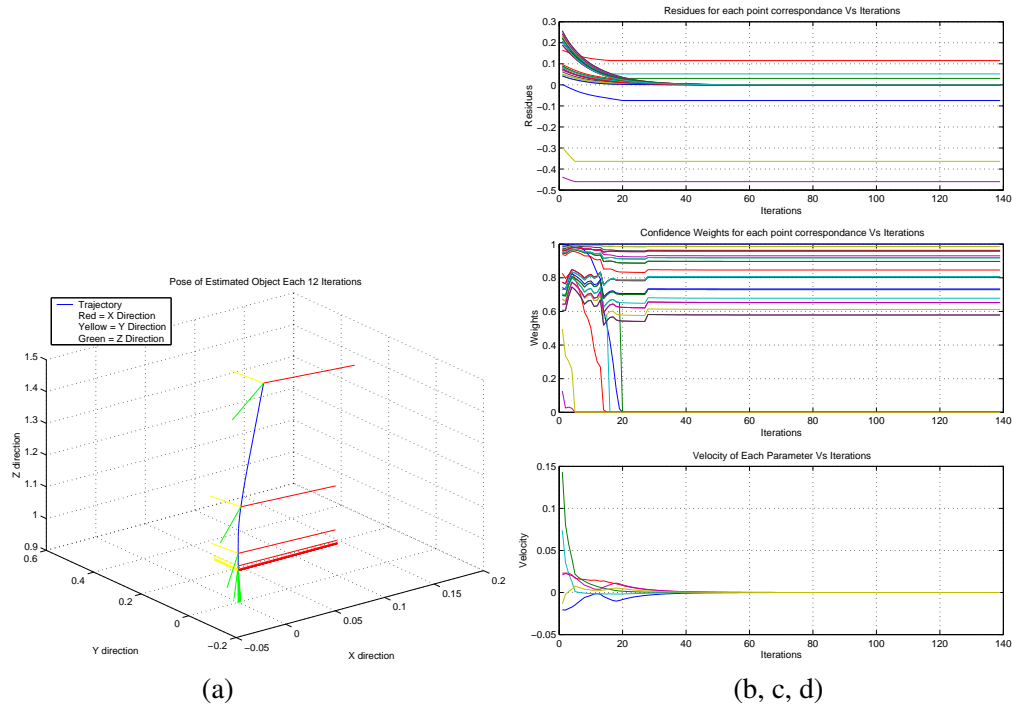 Pose of Estimated Object Each 12 Iterations
Trajectory
Red = X Direction
Yellow = Y Direction
Green = Z Direction
1.5
1.4
1.3
1.2
1.1
1
0.9
Z direction
0.6
0.4
0.2
0
−0.2
Y direction
−0.05
0
0.05
0.1
0.15
0.2
X direction
(a)
Residues for each point correspondance Vs Iterations
0.3
0.2
0.1
0
−0.1
−0.2
−0.3
−0.4
−0.5
Residues
0 20 40 60 80 100 120 140
Iterations
Confidence Weights for each point correspondance Vs Iterations
1
0.8
0.6
0.4
0.2
0
Weights
0 20 40 60 80 100 120 140
Iterations
Velocity of Each Parameter Vs Iterations
0.15
0.1
0.05
0
−0.05
Velocity
0 20 40 60 80 100 120 140
Iterations
(b, c, d)